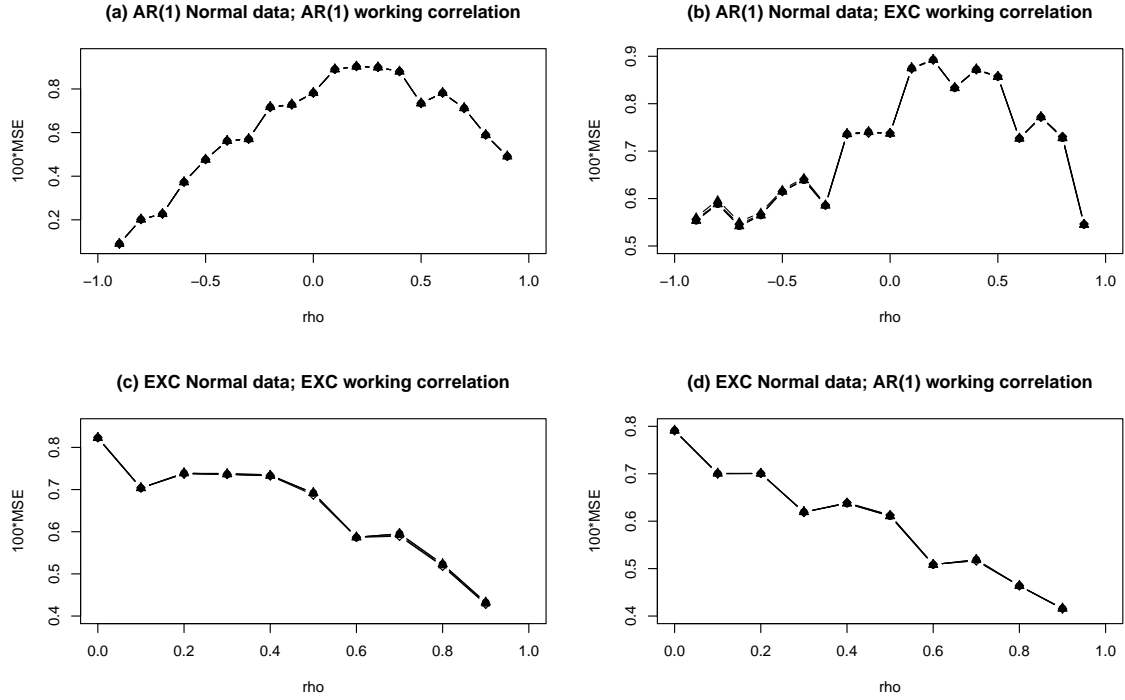 (a) AR(1) Normal data; AR(1) working correlation
100*MSE
0.8
0.6
0.4
0.2
−1.0 −0.5 0.0 0.5 1.0
rho
(b) AR(1) Normal data; EXC working correlation
100*MSE
0.9
0.8
0.7
0.6
0.5
−1.0 −0.5 0.0 0.5 1.0
rho
(c) EXC Normal data; EXC working correlation
100*MSE
0.8
0.7
0.6
0.5
0.4
0.0 0.2 0.4 0.6 0.8 1.0
rho
(d) EXC Normal data; AR(1) working correlation
100*MSE
0.8
0.7
0.6
0.5
0.4
0.0 0.2 0.4 0.6 0.8 1.0
rho